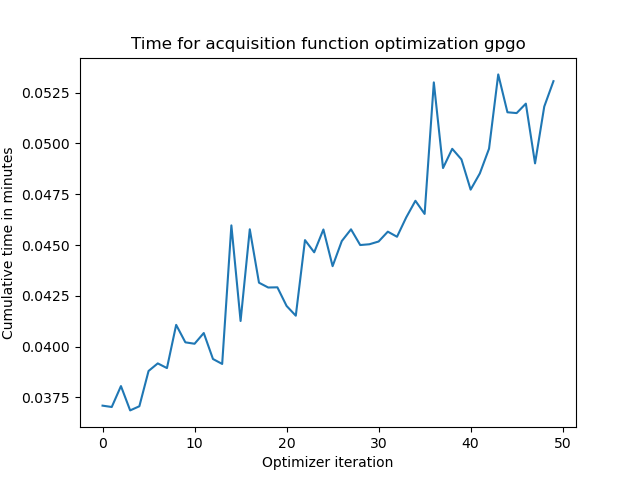 Time for acquisition function optimization gpgo
Cumulative time in minutes
0.0525
0.0500
0.0475
0.0450
0.0425
0.0400
0.0375
0 10 20 30 40 50
Optimizer iteration